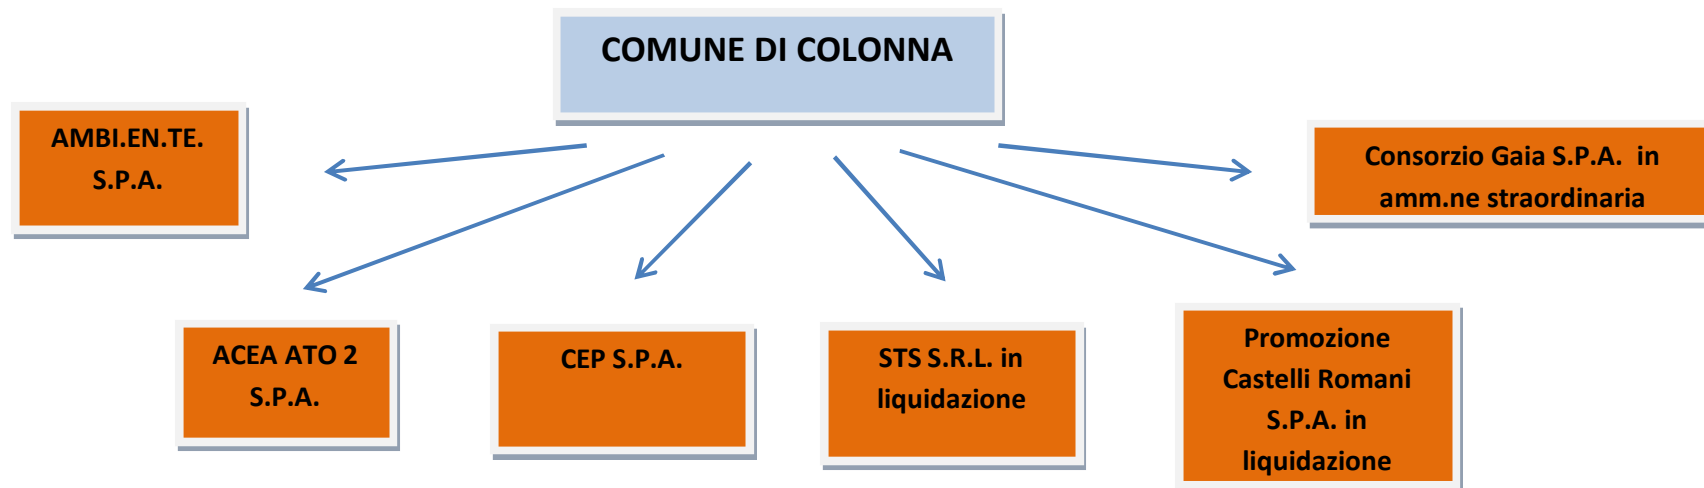 COMUNE DI COLONNA
AMBI.EN.TE.
S.P.A.
Consorzio Gaia S.P.A. in
amm.ne straordinaria
ACEA ATO 2
S.P.A.
CEP S.P.A.
STS S.R.L. in
liquidazione
Promozione
Castelli Romani
S.P.A. in
liquidazione